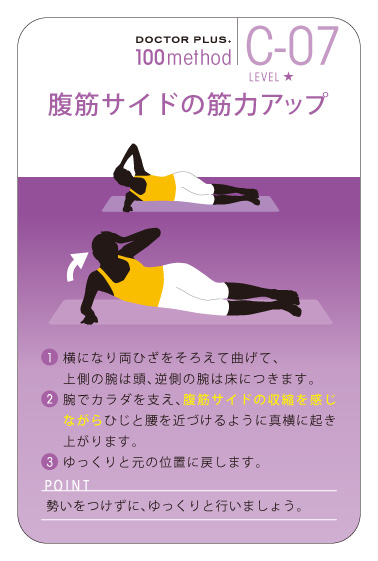 DOCTOR PLUS.
100method
C-07
LEVEL ★
腹筋サイドの筋力アップ
1 横になり両ひざをそろえて曲げて、
上側の腕は頭、逆側の腕は床につきます。
2 腕でカラダを支え、腹筋サイドの収縮を感じ
ながらひじと腰を近づけるように真横に起き
上がります。
3 ゆっくりと元の位置に戻します。
POINT
勢いをつけずに、ゆっくりと行いましょう。